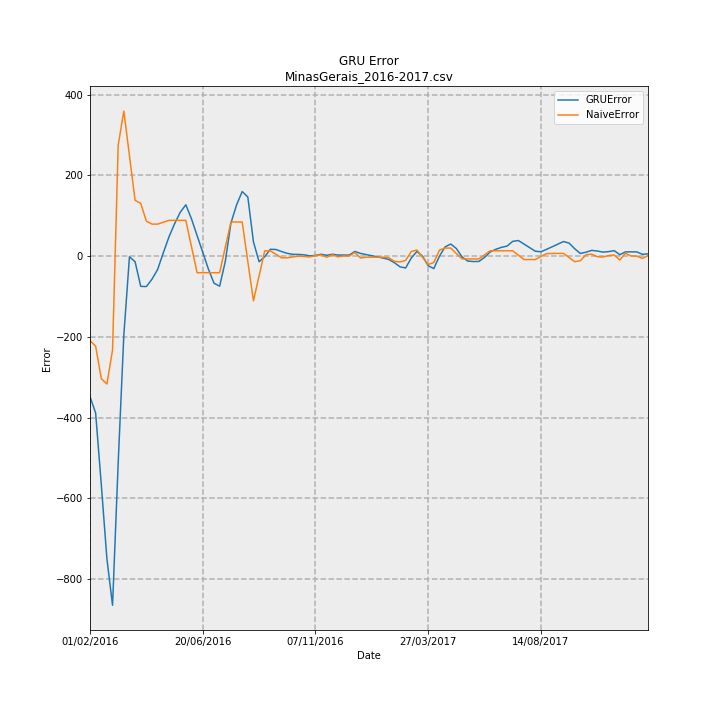 GRU Error
MinasGerais_2016-2017.csv
GRUError
NaiveError
400
200
0
−200
−400
−600
−800
Error
01/02/2016
20/06/2016
07/11/2016
27/03/2017
14/08/2017
Date